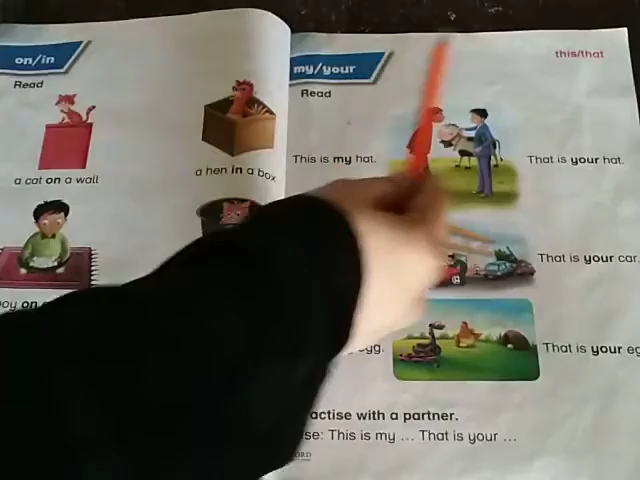 on/in
Read
a cat on a wall
a hen in a box
boy on
my/your
this/that
Read
This is my hat.
That is your hat.
That is your car.
egg.
That is your eg
actise with a partner.
se: This is my ... That is your ...